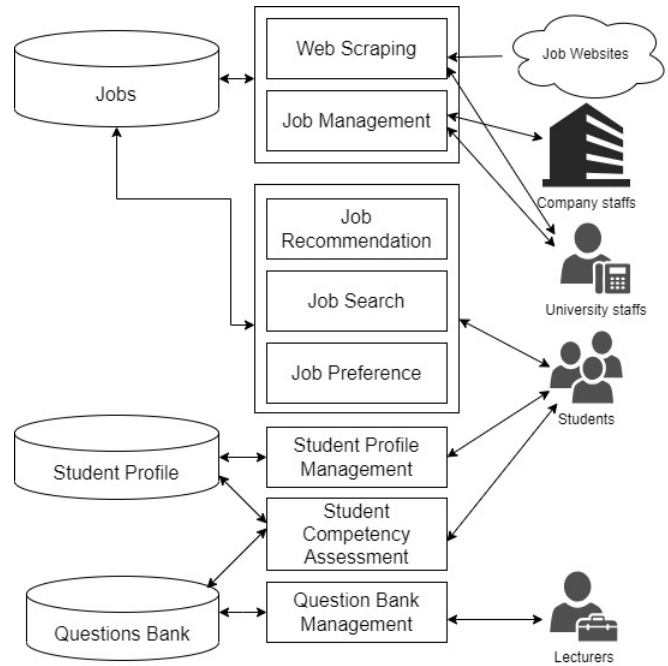 Web Scraping
Job Websites
Jobs
Job Management
Company staffs
Job
Recommendation
Job Search
University staffs
Job Preference
Students
Student Profile
Student Profile
Management
Student
Competency
Assessment
Questions Bank
Question Bank
Management
Lecturers